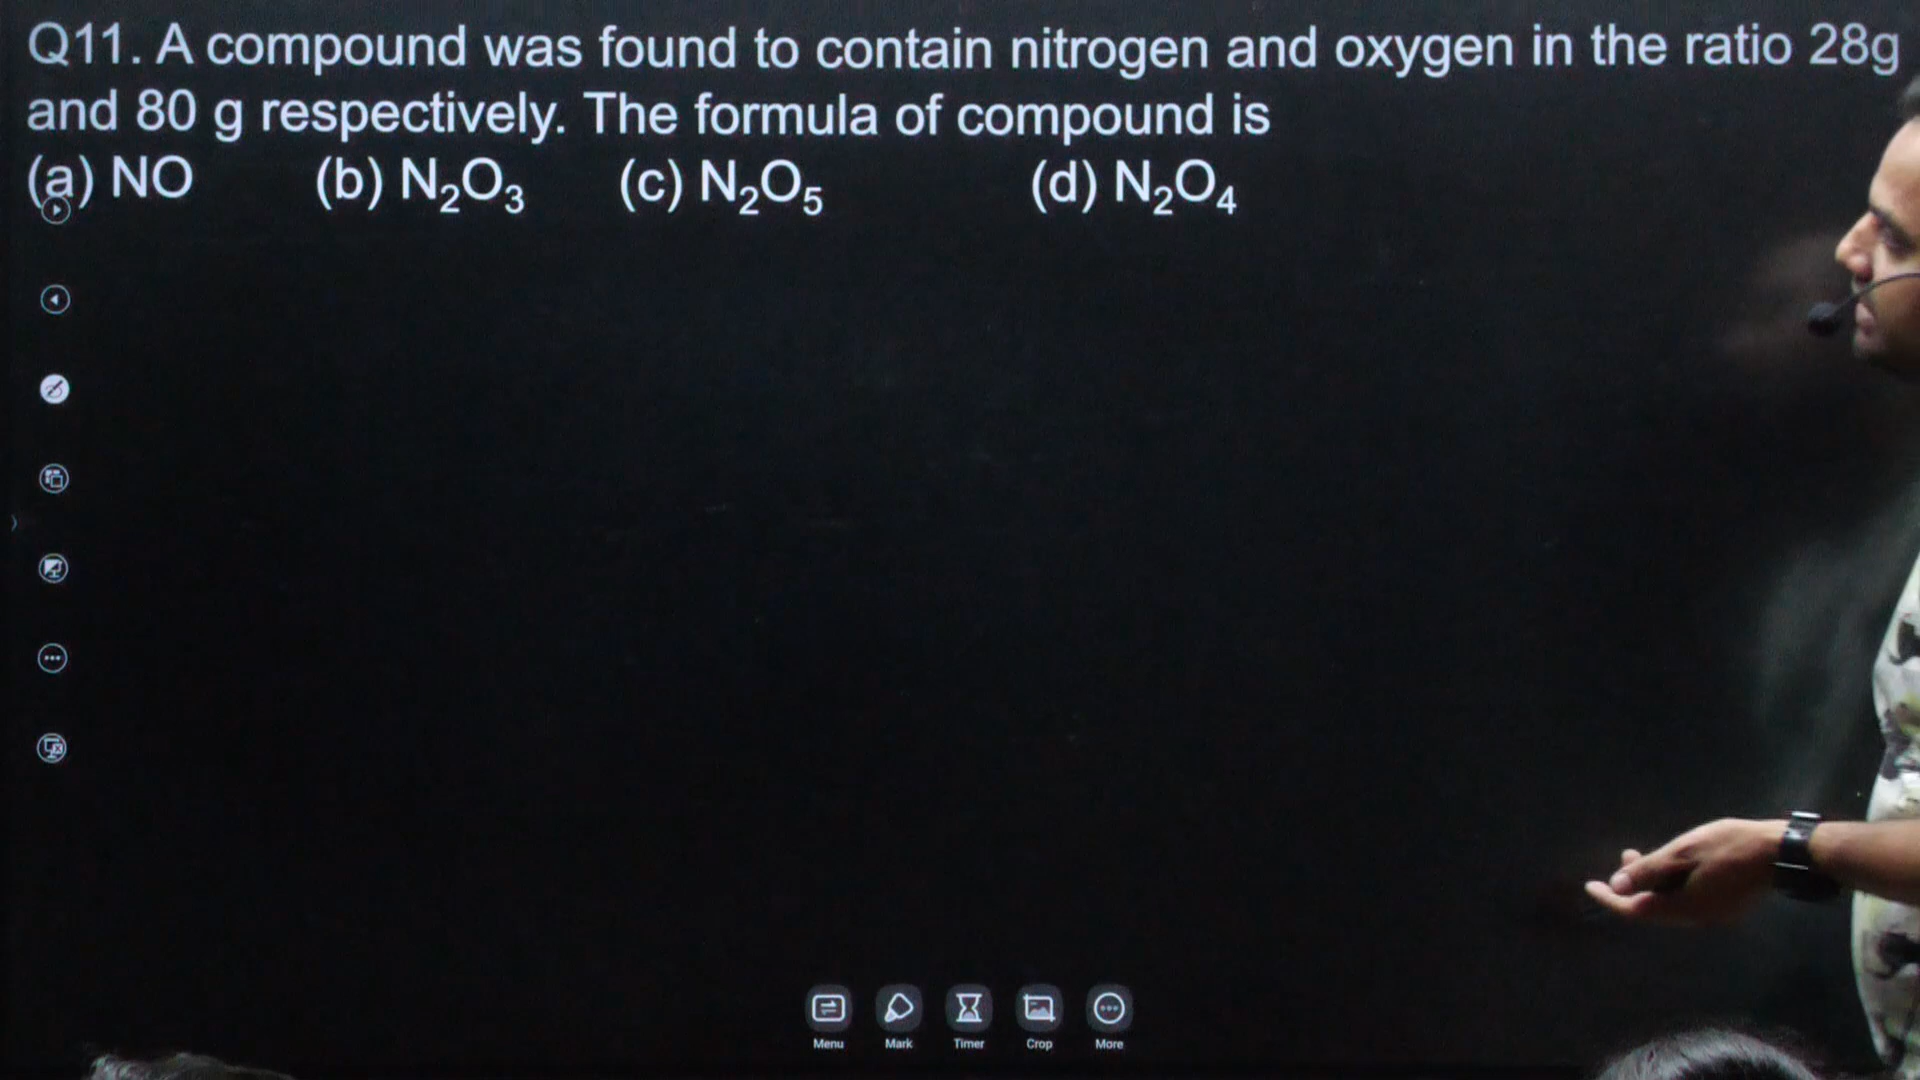 Q11. A compound was found to contain nitrogen and oxygen in the ratio 28g
and 80 g respectively. The formula of compound is
(a) NO (b) N₂O₃ (c) N₂O₅ (d) N₂O₄
Menu Mark Timer Crop More